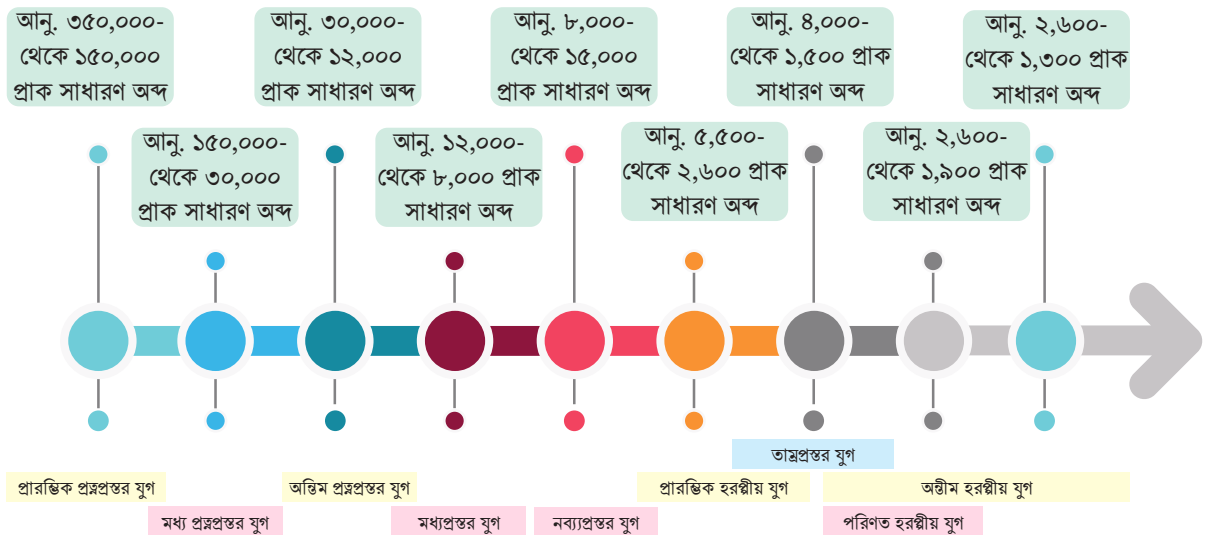 আনু. ৩৫০,০০০-
থেকে ১৫০,০০০
প্রাক সাধারণ অব্দ
আনু. ৩০,০০০-
থেকে ১২,০০০
প্রাক সাধারণ অব্দ
আনু. ৮,০০০-
থেকে ১৫,০০০
প্রাক সাধারণ অব্দ
আনু. ৪,০০০-
থেকে ১,৫০০ প্রাক
সাধারণ অব্দ
আনু. ২,৬০০-
থেকে ১,৩০০ প্রাক
সাধারণ অব্দ
আনু. ১৫০,০০০-
থেকে ৩০,০০০
প্রাক সাধারণ অব্দ
আনু. ১২,০০০-
থেকে ৮,০০০ প্রাক
সাধারণ অব্দ
আনু. ৫,৫০০-
থেকে ২,৬০০ প্রাক
সাধারণ অব্দ
আনু. ২,৬০০-
থেকে ১,৯০০ প্রাক
সাধারণ অব্দ
তাম্রপ্রস্তর যুগ
প্রারম্ভিক প্রত্নপ্রস্তর যুগ
অন্তিম প্রত্নপ্রস্তর যুগ
প্রারম্ভিক হরপ্পীয় যুগ
অন্তীম হরপ্পীয় যুগ
মধ্য প্রত্নপ্রস্তর যুগ
মধ্যপ্রস্তর যুগ
নব্যপ্রস্তর যুগ
পরিণত হরপ্পীয় যুগ